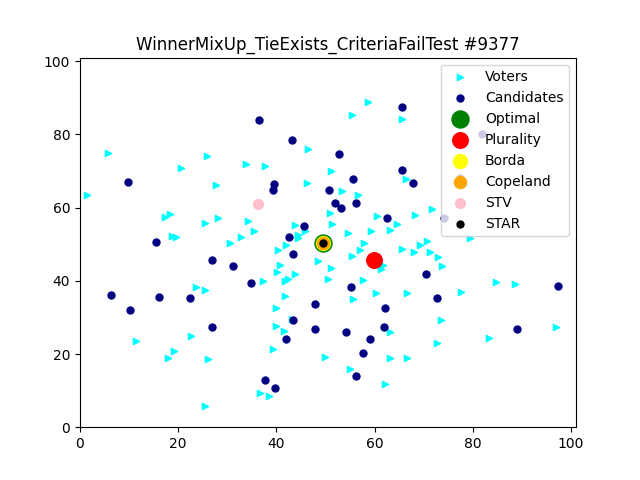 WinnerMixUp_TieExists_CriteriaFailTest #9377
100
80
60
40
20
0
0 20 40 60 80 100
Voters
Candidates
Optimal
Plurality
Borda
Copeland
STV
STAR